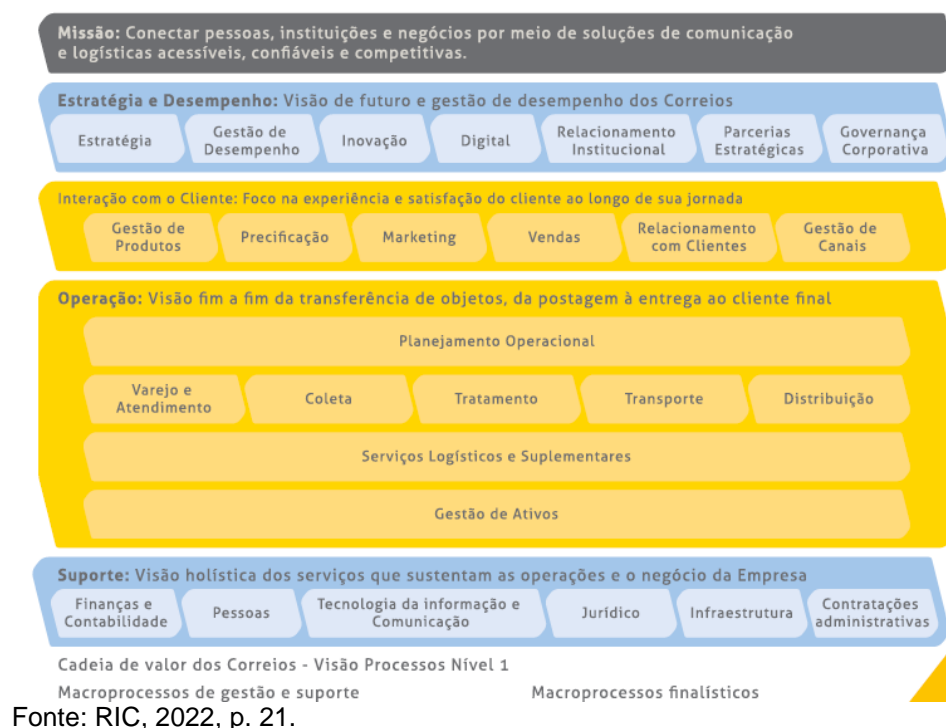 Missão: Conectar pessoas, instituições e negócios por meio de soluções de comunicação
e logísticas acessíveis, confiáveis e competitivas.
Estratégia e Desempenho: Visão de futuro e gestão de desempenho dos Correios
Estratégia
Gestão de
Desempenho
Inovação
Digital
Relacionamento
Institucional
Parcerias
Estratégicas
Governança
Corporativa
Interação com o Cliente: Foco na experiência e satisfação do cliente ao longo de sua jornada
Gestão de
Produtos
Precificação
Marketing
Vendas
Relacionamento
com Clientes
Gestão de
Canais
Operação: Visão fim a fim da transferência de objetos, da postagem à entrega ao cliente final
Planejamento Operacional
Varejo e
Atendimento
Coleta
Tratamento
Transporte
Distribuição
Serviços Logísticos e Suplementares
Gestão de Ativos
Suporte: Visão holística dos serviços que sustentam as operações e o negócio da Empresa
Finanças e
Contabilidade
Pessoas
Tecnologia da informação e
Comunicação
Jurídico
Infraestrutura
Contratações
administrativas
Cadeia de valor dos Correios - Visão Processos Nível 1
Macroprocessos de gestão e suporte
Macroprocessos finalísticos
Fonte: RIC, 2022, p. 21.